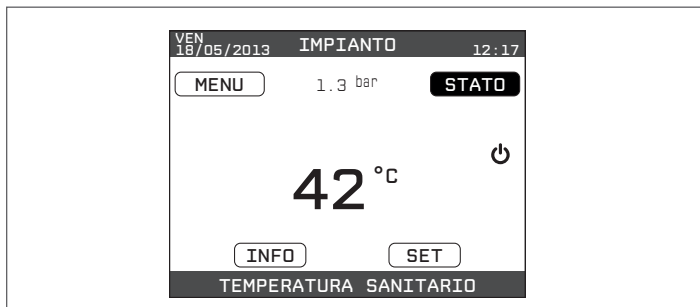 VEN
18/05/2013 IMPIANTO 12:17
MENU 1.3 bar STATO
42 °C
INFO SET
TEMPERATURA SANITARIO